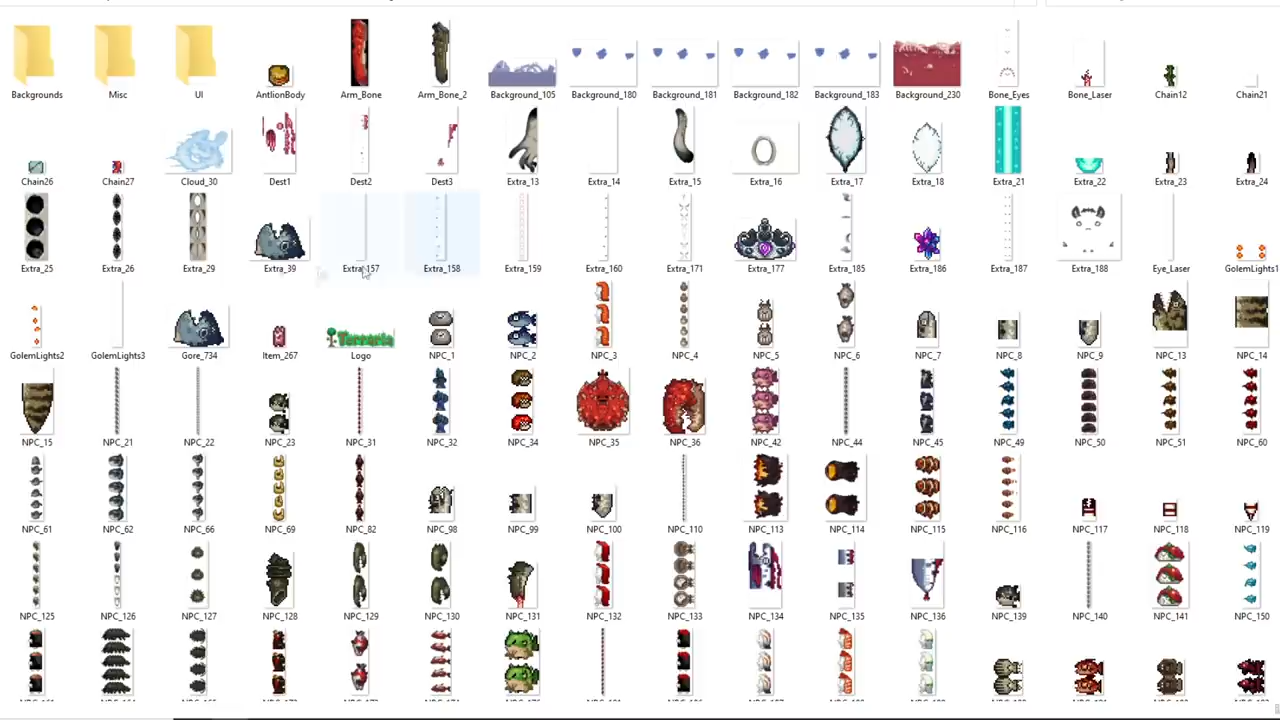 Backgrounds Misc UI AntlionBody Arm_Bone Arm_Bone_2 Background_105 Background_180 Background_181 Background_182 Background_183 Background_230 Bone_Eyes Bone_Laser Chain12 Chain21
Chain26 Chain27 Cloud_30 Dest1 Dest2 Dest3 Extra_13 Extra_14 Extra_15 Extra_16 Extra_17 Extra_18 Extra_21 Extra_22 Extra_23 Extra_24
Extra_25 Extra_26 Extra_29 Extra_39 Extra_157 Extra_158 Extra_159 Extra_160 Extra_171 Extra_177 Extra_185 Extra_186 Extra_187 Extra_188 Eye_Laser GolemLights1
Terraria
GolemLights2 GolemLights3 Gore_734 Item_267 Logo NPC_1 NPC_2 NPC_3 NPC_4 NPC_5 NPC_6 NPC_7 NPC_8 NPC_9 NPC_13 NPC_14
NPC_15 NPC_21 NPC_22 NPC_23 NPC_31 NPC_32 NPC_34 NPC_35 NPC_36 NPC_42 NPC_44 NPC_45 NPC_49 NPC_50 NPC_51 NPC_60
NPC_61 NPC_62 NPC_66 NPC_69 NPC_82 NPC_98 NPC_99 NPC_100 NPC_110 NPC_113 NPC_114 NPC_115 NPC_116 NPC_117 NPC_118 NPC_119
NPC_125 NPC_126 NPC_127 NPC_128 NPC_129 NPC_130 NPC_131 NPC_132 NPC_133 NPC_134 NPC_135 NPC_136 NPC_139 NPC_140 NPC_141 NPC_150